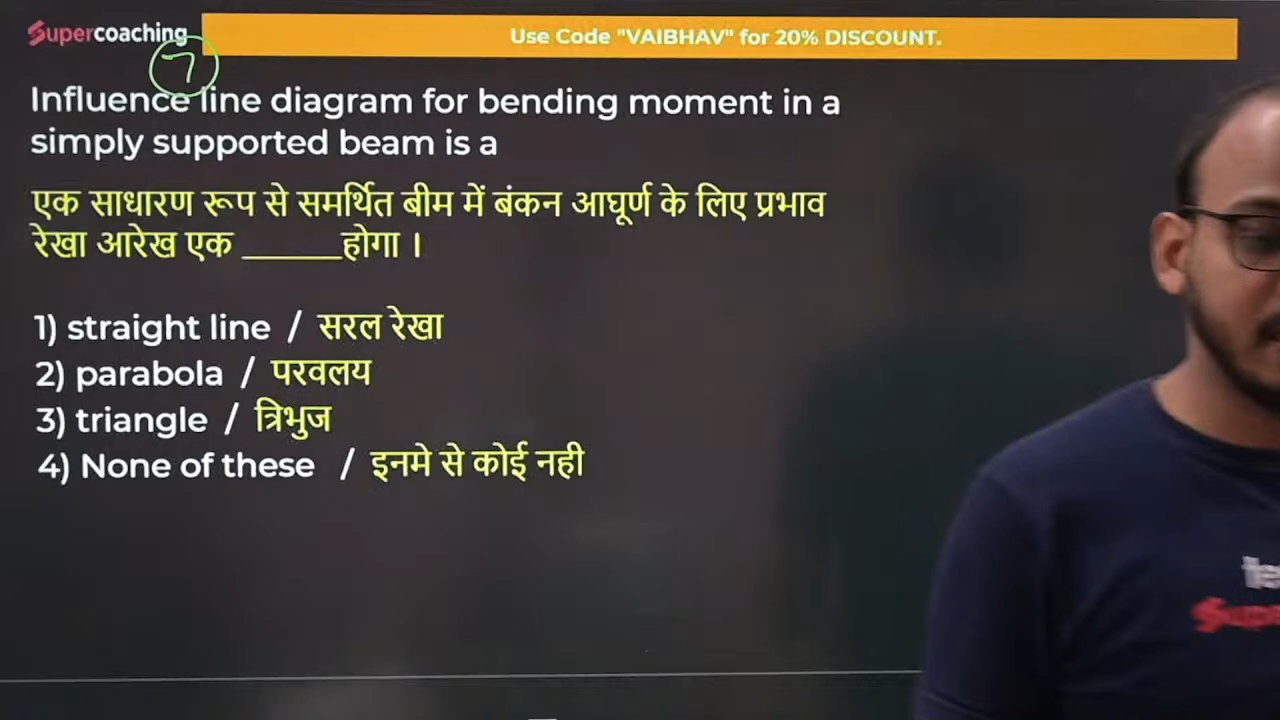 Supercoaching
Use Code "VAIBHAV" for 20% DISCOUNT.
7
Influence line diagram for bending moment in a
simply supported beam is a
एक साधारण रूप से समर्थित बीम में बंकन आघूर्ण के लिए प्रभाव
रेखा आरेख एक _____होगा ।
1) straight line / सरल रेखा
2) parabola / परवलय
3) triangle / त्रिभुज
4) None of these / इनमे से कोई नही